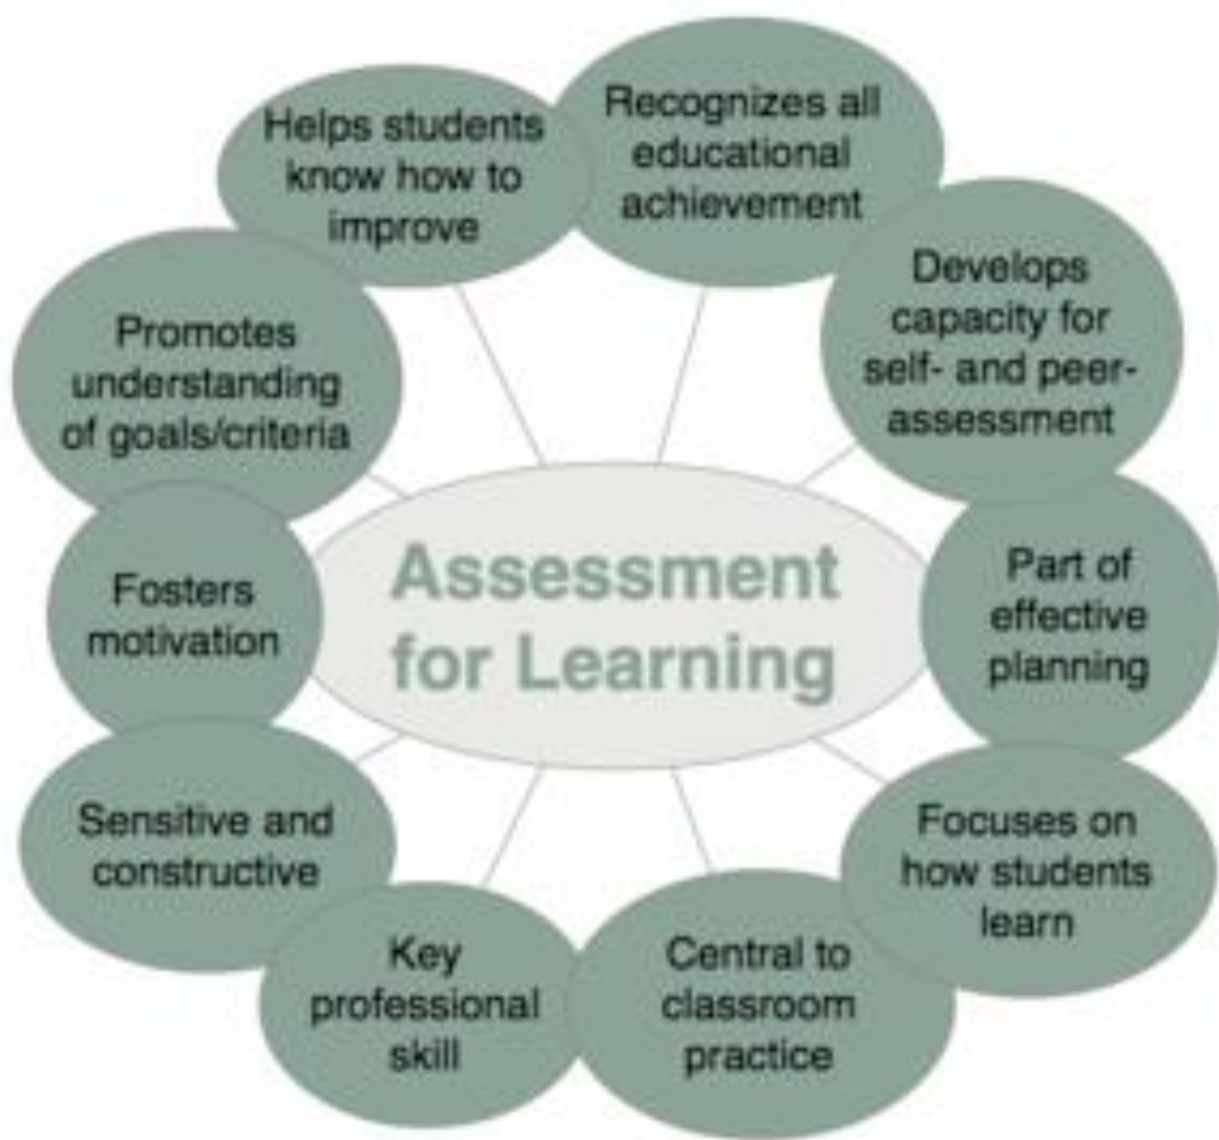 Helps students
know how to
improve
Recognizes all
educational
achievement
Develops
capacity for
self- and peer-
assessment
Promotes
understanding
of goals/criteria
Assessment
for Learning
Part of
effective
planning
Fosters
motivation
Sensitive and
constructive
Focuses on
how students
learn
Key
professional
skill
Central to
classroom
practice